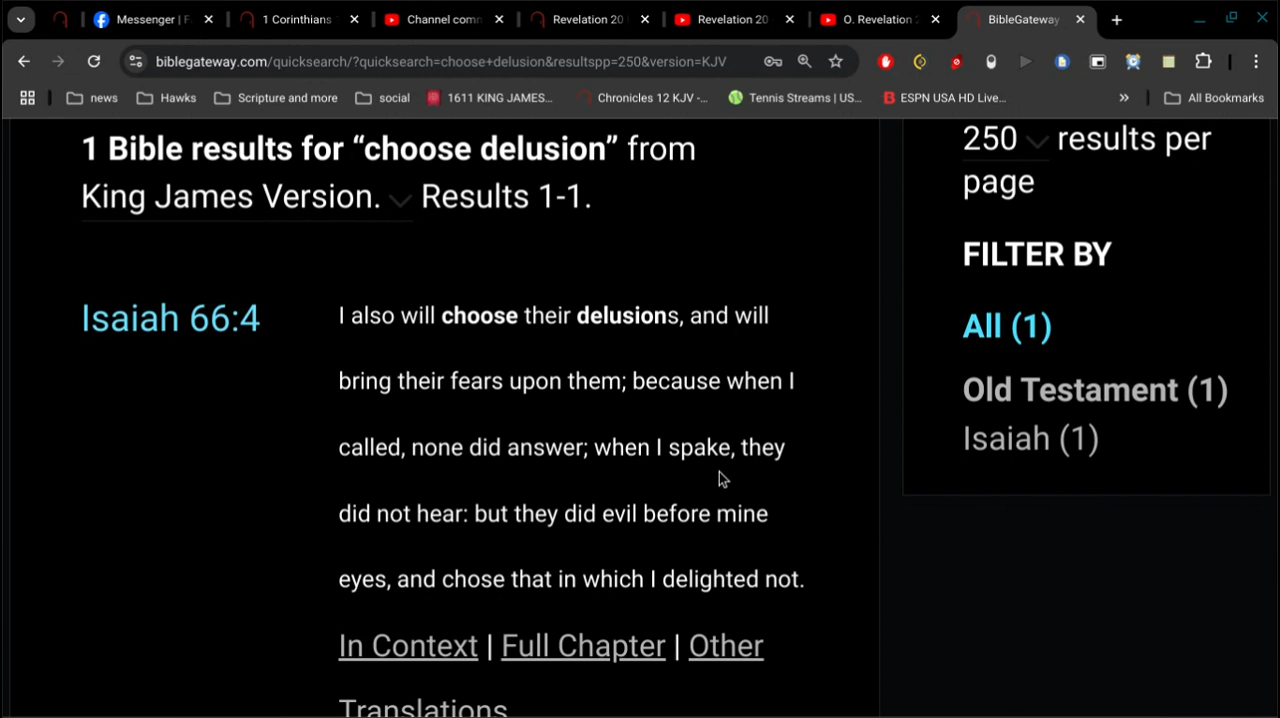 Messenger | F
1 Corinthians
Channel com
Revelation 20
Revelation 20
O. Revelation
BibleGateway
biblegateway.com/quicksearch/?quicksearch=choose+delusion&resultspp=250&version=KJV
news
Hawks
Scripture and more
social
1611 KING JAMES...
Chronicles 12 KJV -...
Tennis Streams | US...
ESPN USA HD Live...
All Bookmarks
1 Bible results for “choose delusion” from
King James Version. Results 1-1.
Isaiah 66:4
I also will choose their delusions, and will
bring their fears upon them; because when I
called, none did answer; when I spake, they
did not hear: but they did evil before mine
eyes, and chose that in which I delighted not.
In Context | Full Chapter | Other
Translations
250 results per
page
FILTER BY
All (1)
Old Testament (1)
Isaiah (1)